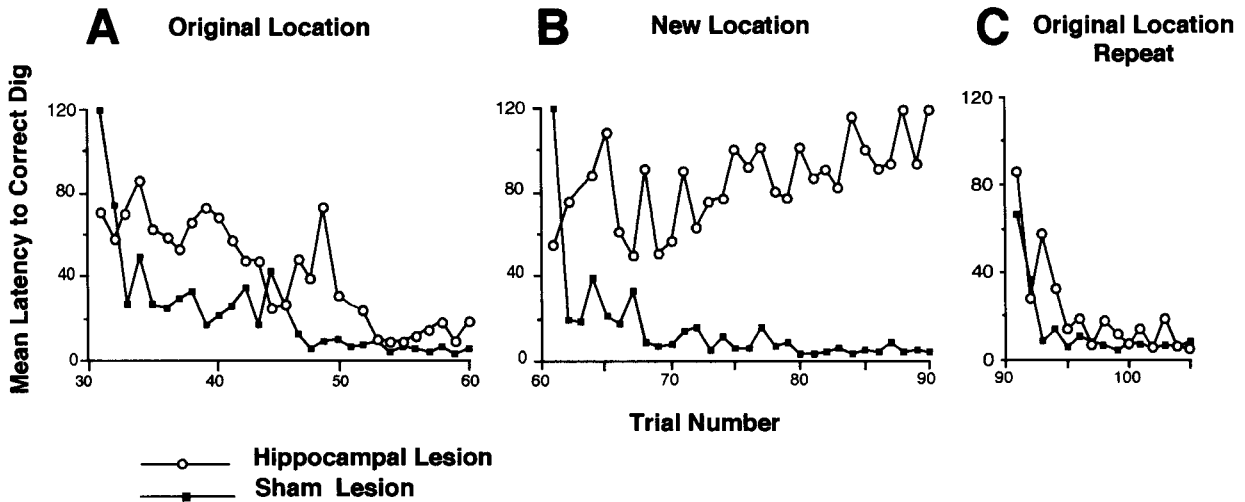 A Original Location
B New Location
C Original Location
Repeat
Mean Latency to Correct Dig
120
80
40
0
30 40 50 60
120
80
40
0
60 70 80 90
120
80
40
0
90 100
Trial Number
Hippocampal Lesion
Sham Lesion